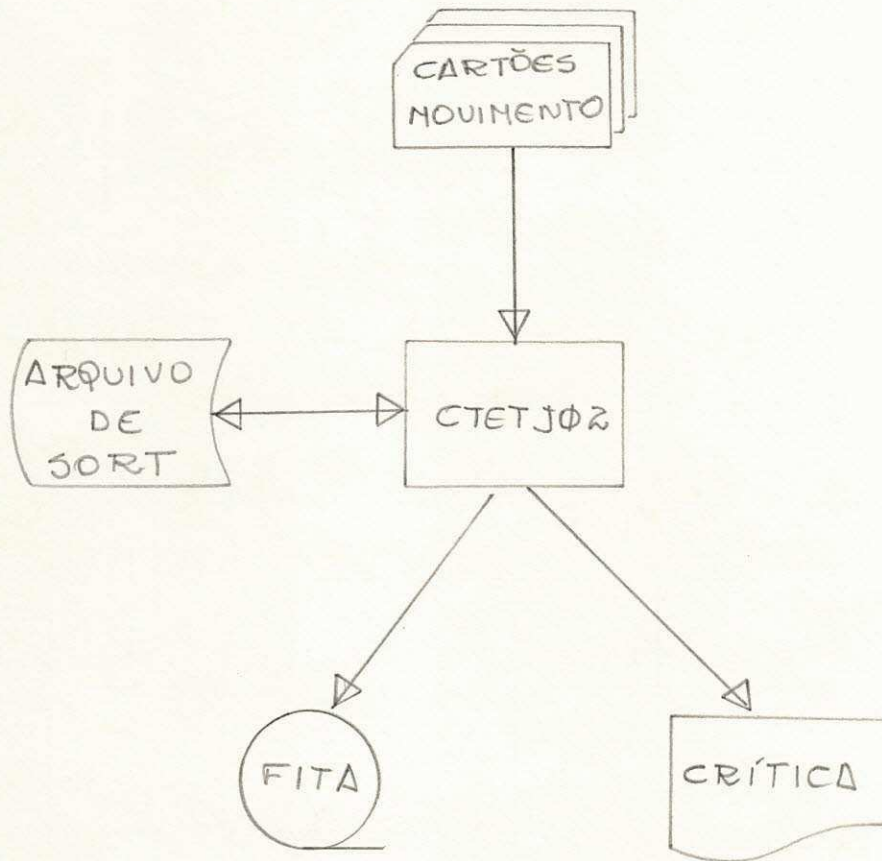 CARTÕES
MOVIMENTO
ARQUIVO
DE
SORT
CTETJØ2
FITA
CRÍTICA